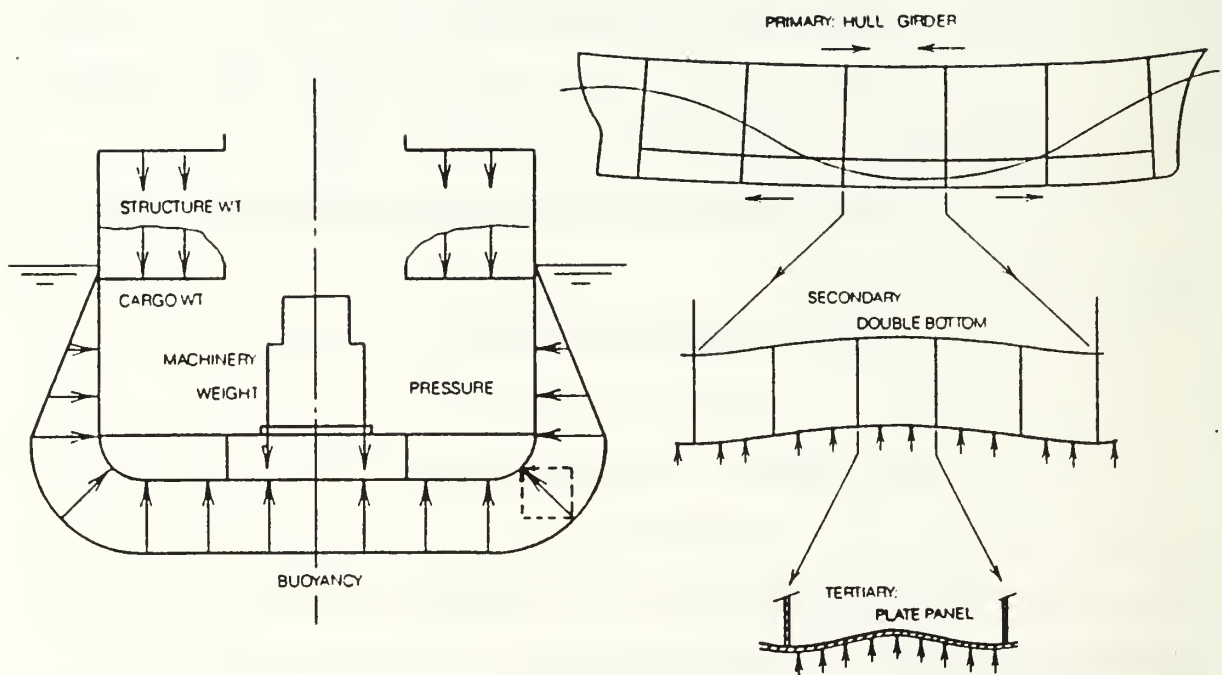 PRIMARY: HULL GIRDER
STRUCTURE WT
CARGO WT
MACHINERY
WEIGHT
PRESSURE
BUOYANCY
SECONDARY
DOUBLE BOTTOM
TERTIARY:
PLATE PANEL